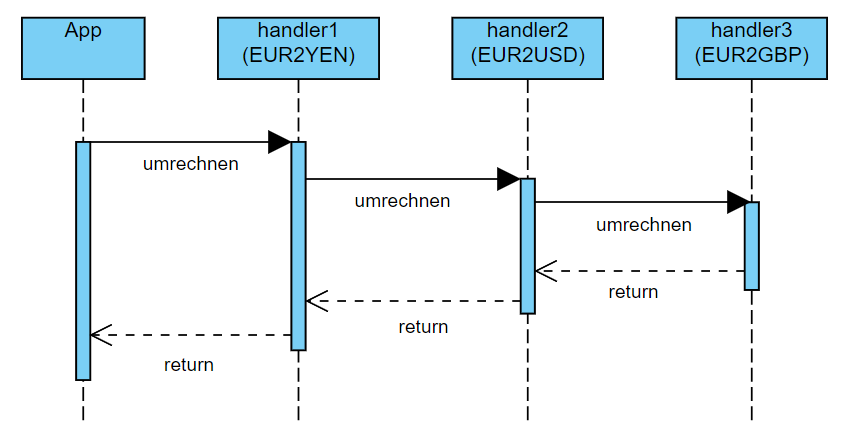 App
handler1
(EUR2YEN)
handler2
(EUR2USD)
handler3
(EUR2GBP)
umrechnen
umrechnen
umrechnen
return
return
return